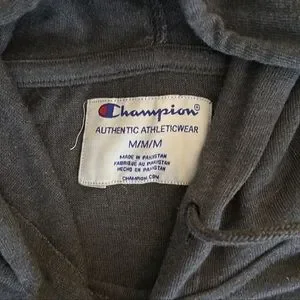 Champion®
AUTHENTIC ATHLETICWEAR
M/M/M
MADE IN PAKISTAN
FABRIQUÉ AU PAKISTAN
HECHO EN PAKISTAN
CHAMPION.COM